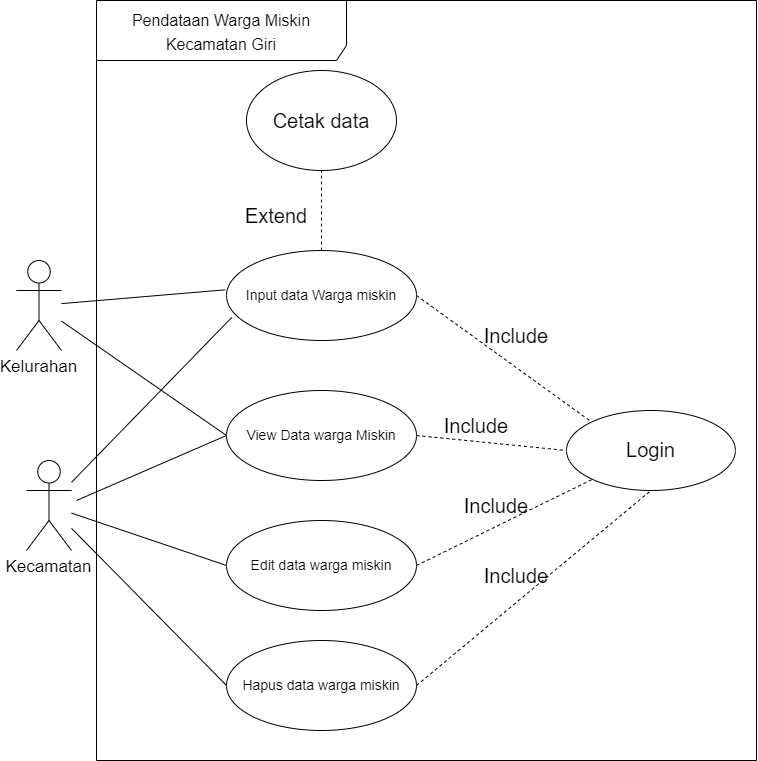 Pendataan Warga Miskin
Kecamatan Giri
Cetak data
Extend
Input data Warga miskin
Include
Kelurahan
View Data warga Miskin
Include
Login
Include
Kecamatan
Edit data warga miskin
Include
Hapus data warga miskin